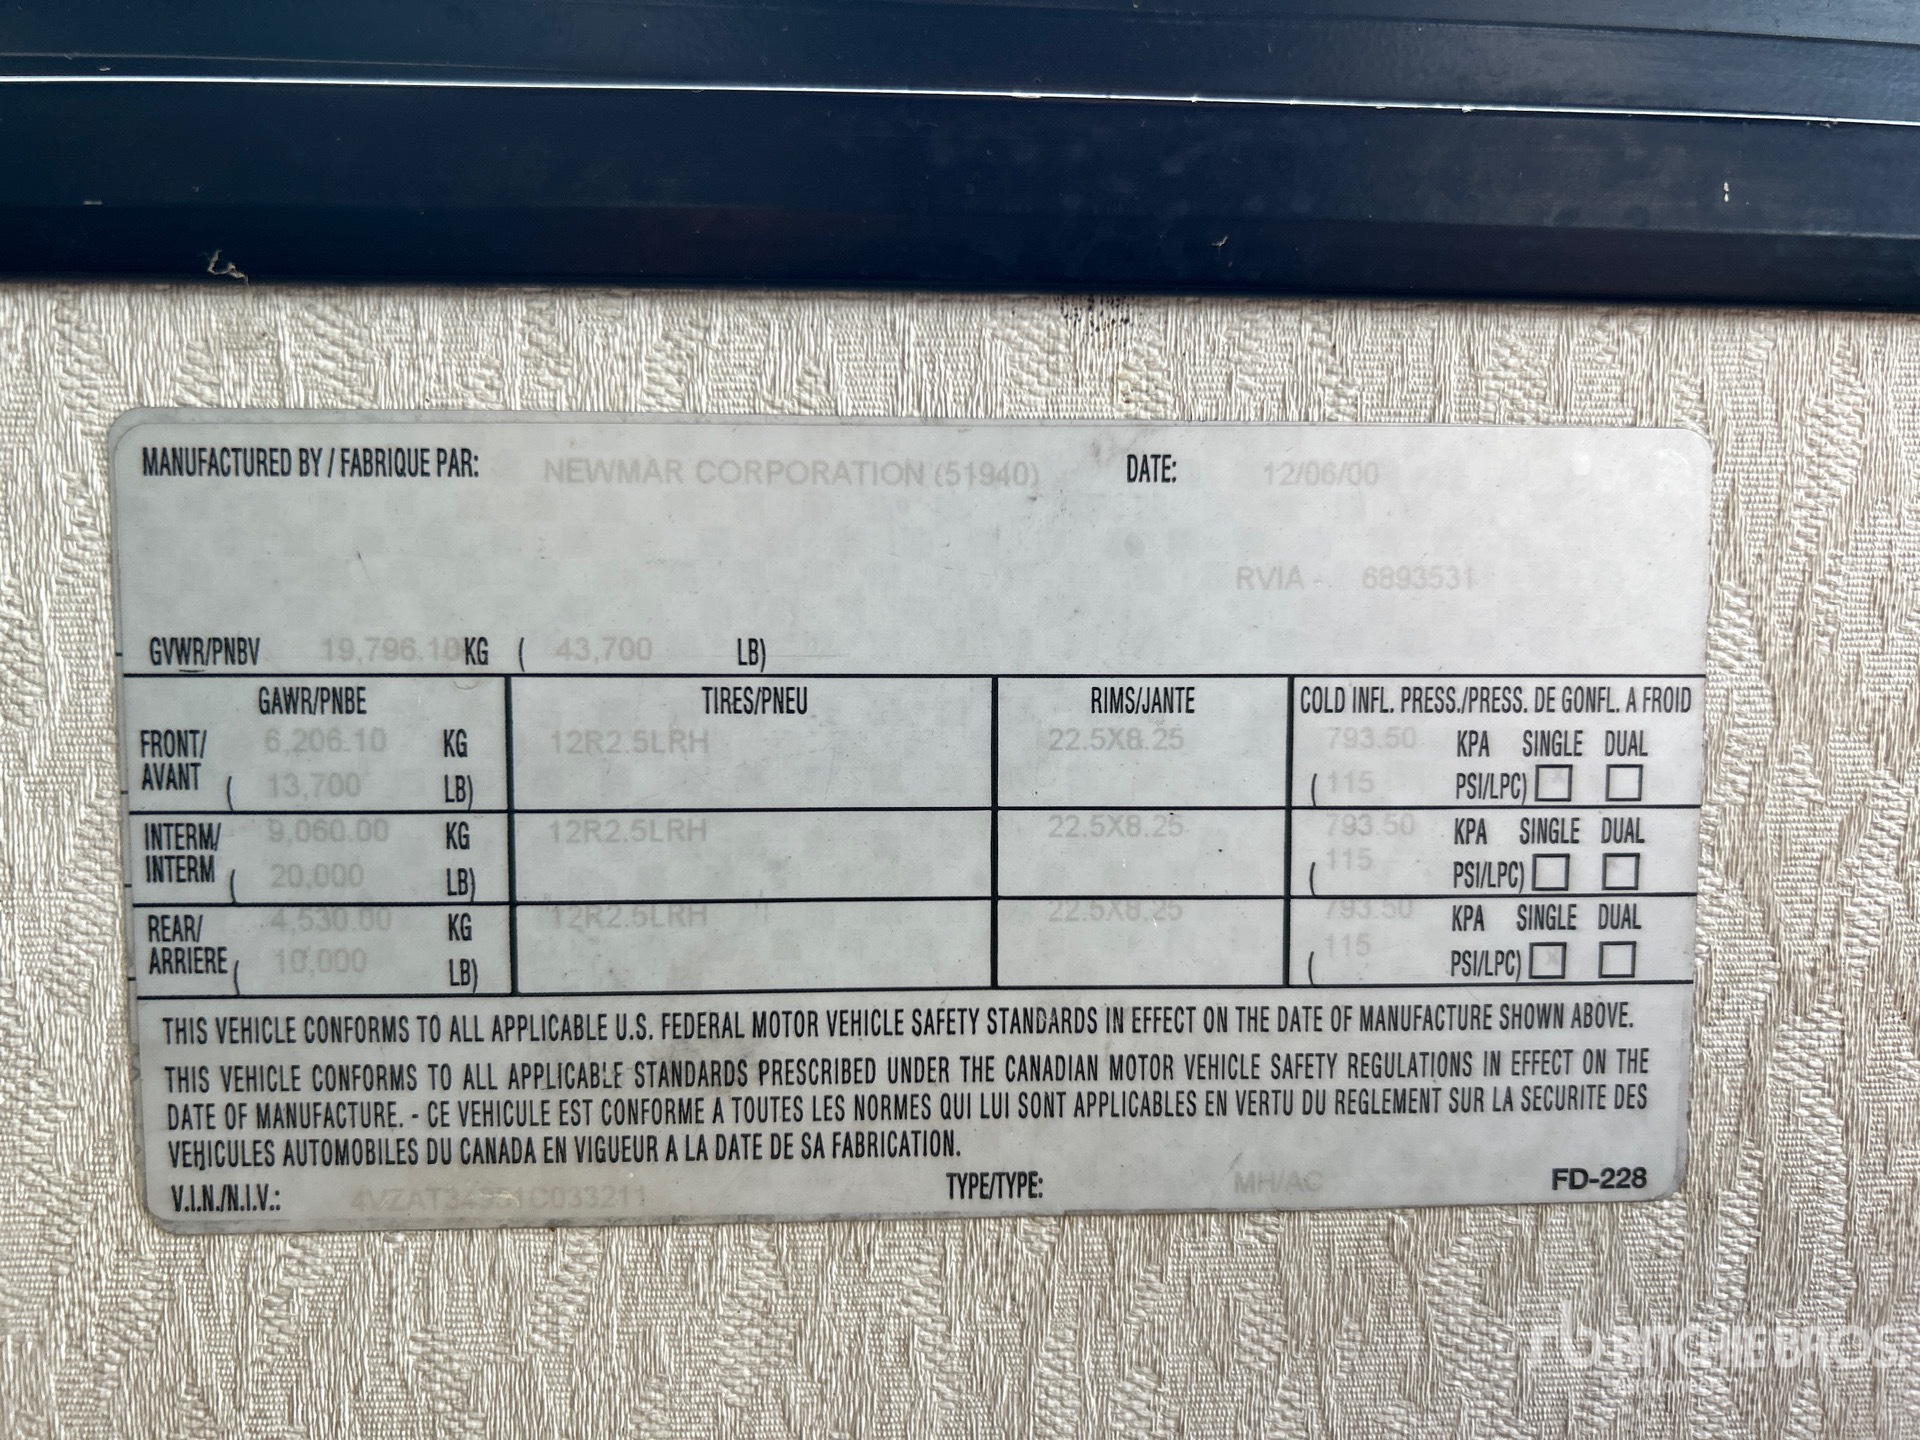 MANUFACTURED BY / FABRIQUE PAR: NEWMAR CORPORATION (51940) DATE: 12/06/00
RVIA - 6893531
GVWR/PNBV 19,796.10 KG ( 43,700 LB)
GAWR/PNBE TIRES/PNEU RIMS/JANTE COLD INFL. PRESS./PRESS. DE GONFL. A FROID
FRONT/ 6,206.10 KG 12R2.5LRH 22.5X8.25 793.50 KPA SINGLE DUAL
AVANT ( 13,700 LB) ( 115 PSI/LPC)
INTERM/ 9,060.00 KG 12R2.5LRH 22.5X8.25 793.50 KPA SINGLE DUAL
INTERM ( 20,000 LB) ( 115 PSI/LPC)
REAR/ 4,530.00 KG 12R2.5LRH 22.5X8.25 793.50 KPA SINGLE DUAL
ARRIERE ( 10,000 LB) ( 115 PSI/LPC)
THIS VEHICLE CONFORMS TO ALL APPLICABLE U.S. FEDERAL MOTOR VEHICLE SAFETY STANDARDS IN EFFECT ON THE DATE OF MANUFACTURE SHOWN ABOVE.
THIS VEHICLE CONFORMS TO ALL APPLICABLE STANDARDS PRESCRIBED UNDER THE CANADIAN MOTOR VEHICLE SAFETY REGULATIONS IN EFFECT ON THE
DATE OF MANUFACTURE. - CE VEHICULE EST CONFORME A TOUTES LES NORMES QUI LUI SONT APPLICABLES EN VERTU DU REGLEMENT SUR LA SECURITE DES
VEHICULES AUTOMOBILES DU CANADA EN VIGUEUR A LA DATE DE SA FABRICATION.
V.I.N./N.I.V.: TYPE/TYPE: MH/AC FD-228
RITCHIE BROS.